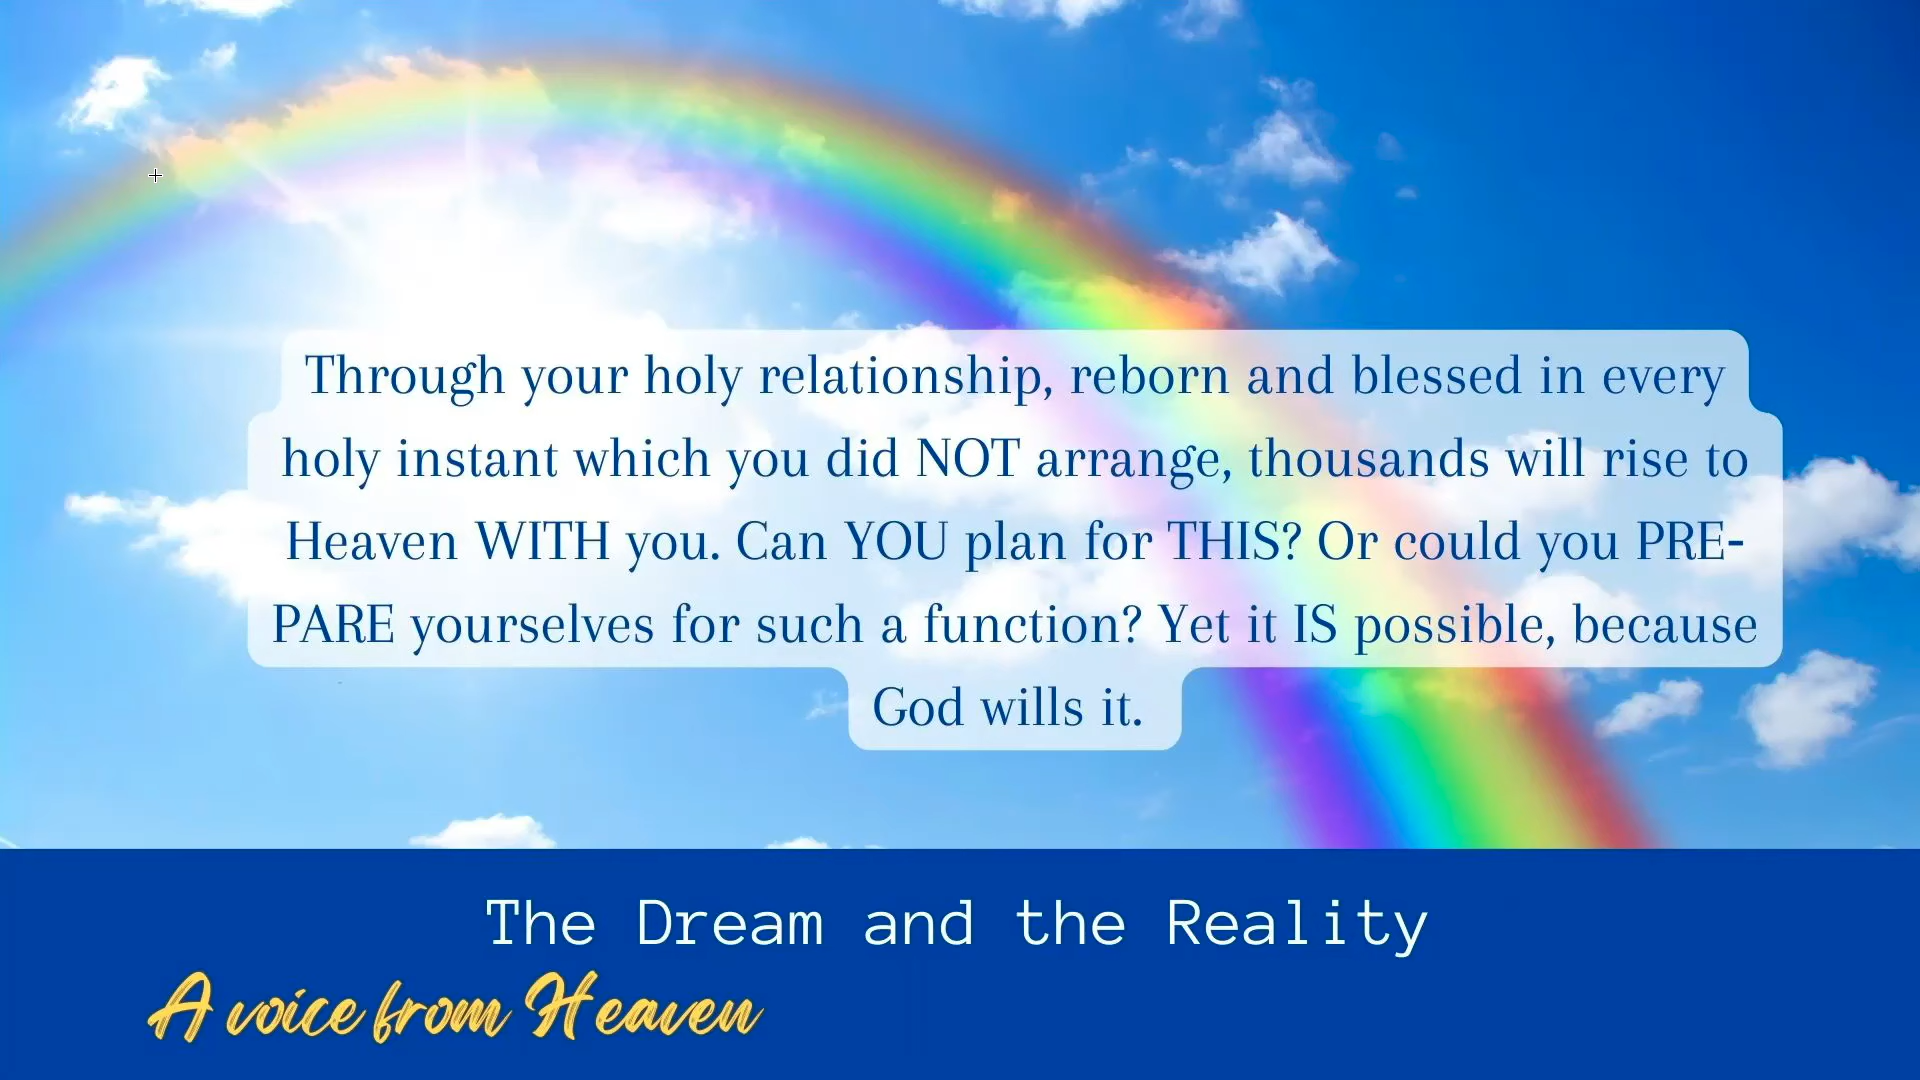 Through your holy relationship, reborn and blessed in every
holy instant which you did NOT arrange, thousands will rise to
Heaven WITH you. Can YOU plan for THIS? Or could you PRE-
PARE yourselves for such a function? Yet it IS possible, because
God wills it.
The Dream and the Reality
A voice from Heaven